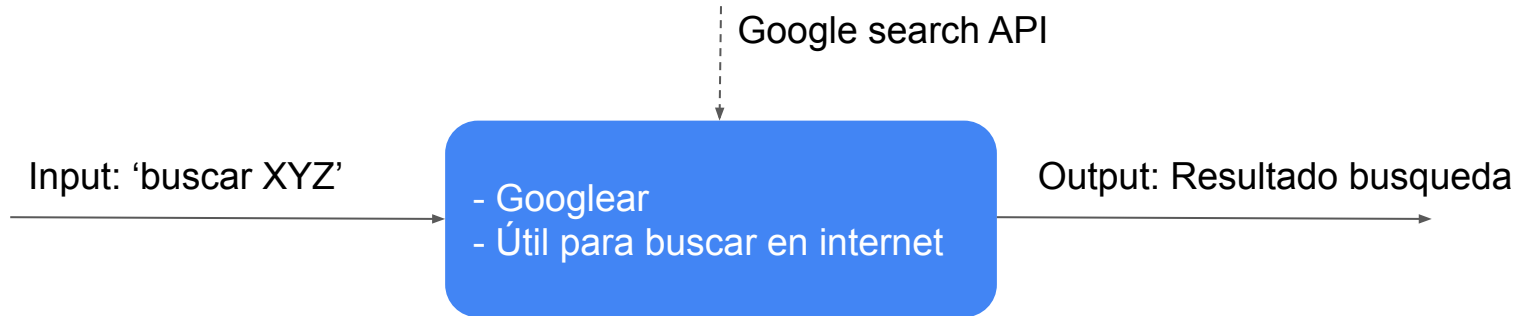 Google search API
Input: ‘buscar XYZ’
- Googlear
- Útil para buscar en internet
Output: Resultado busqueda